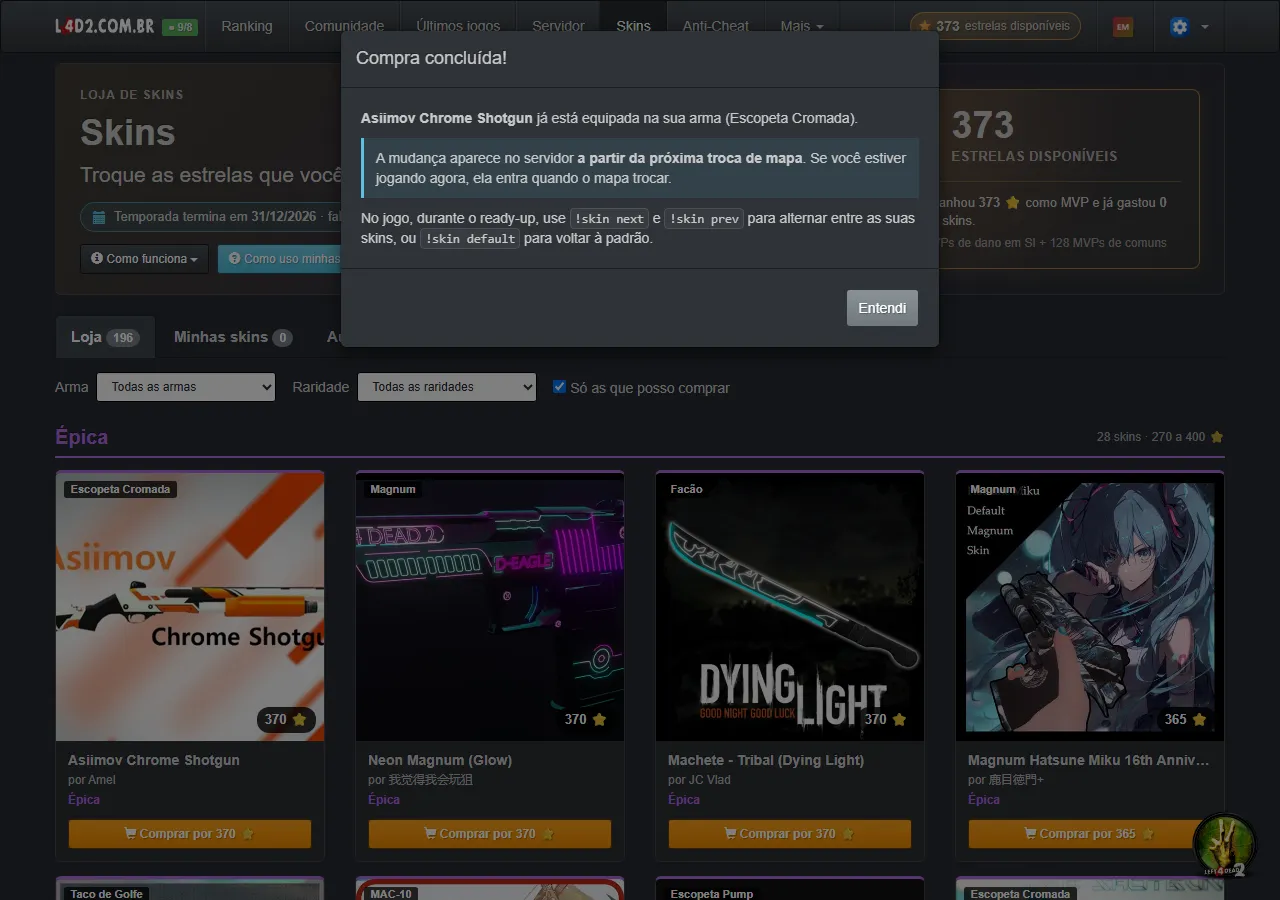 L4D2.COM.BR
9/8
Ranking
Comunidade
Últimos jogos
Servidor
Skins
Anti-Cheat
Mais
373 estrelas disponíveis
EM
Compra concluída!
Asiimov Chrome Shotgun já está equipada na sua arma (Escopeta Cromada).
A mudança aparece no servidor a partir da próxima troca de mapa. Se você estiver
jogando agora, ela entra quando o mapa trocar.
No jogo, durante o ready-up, use !skin next e !skin prev para alternar entre as suas
skins, ou !skin default para voltar à padrão.
Entendi
LOJA DE SKINS
Skins
Troque as estrelas que você
Temporada termina em 31/12/2026
Como funciona
Como uso minhas
373
ESTRELAS DISPONÍVEIS
373 como MVP e já gastou 0
skins.
de dano em SI + 128 MVPs de comuns
Loja 196
Minhas skins 0
Arma
Todas as armas
Raridade
Todas as raridades
Só as que posso comprar
Épica
28 skins · 270 a 400
Escopeta Cromada
Asiimov
Chrome Shotgu
370
Asiimov Chrome Shotgun
por Amel
Épica
Comprar por 370
Magnum
4 DEAD 2
D-EAGLE
370
Neon Magnum (Glow)
por 我觉得我会玩狙
Épica
Comprar por 370
Facão
DYING LIGHT
GOOD NIGHT GOOD LUCK
370
Machete - Tribal (Dying Light)
por JC Vlad
Épica
Comprar por 370
Magnum
Default
Magnum
Skin
365
Magnum Hatsune Miku 16th Anniv...
por 鹿目徳門+
Épica
Comprar por 365
LEFT 4 DEAD 2
Taco de Golfe
MAC-10
Escopeta Pump
Escopeta Cromada